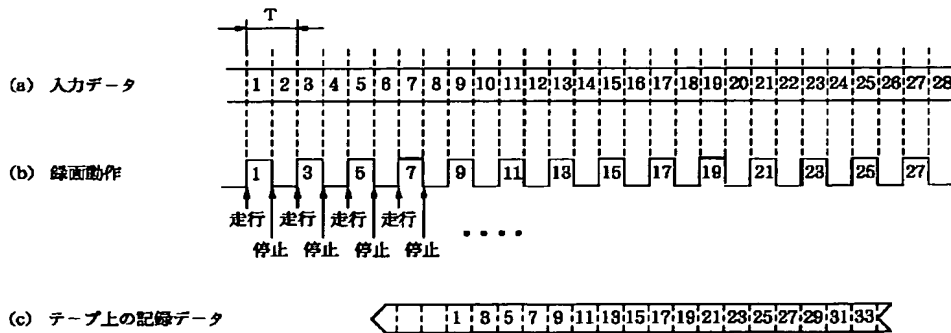 T
(a) 入力データ 1 2 3 4 5 6 7 8 9 10 11 12 13 14 15 16 17 18 19 20 21 22 23 24 25 26 27 28
(b) 録画動作 1 3 5 7 9 11 13 15 17 19 21 23 25 27
走行 走行 走行 走行
停止 停止 停止 停止
(c) テープ上の記録データ 1 3 5 7 9 11 13 15 17 19 21 23 25 27 29 31 33